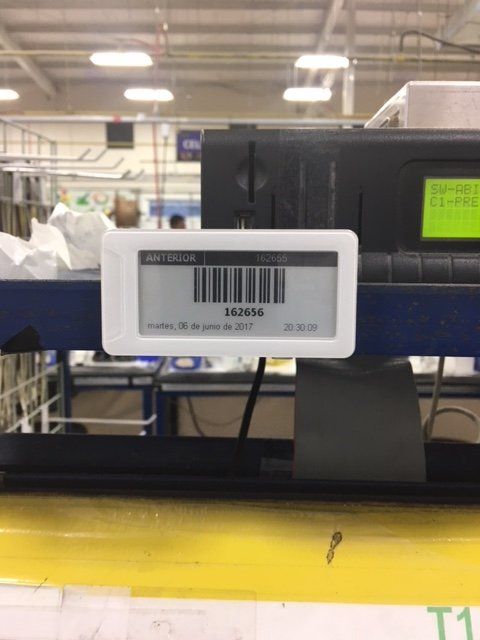 SW-ABI
C1-PRE
ANTERIOR 162655
162656
martes, 06 de junio de 2017 20:30:09
T1